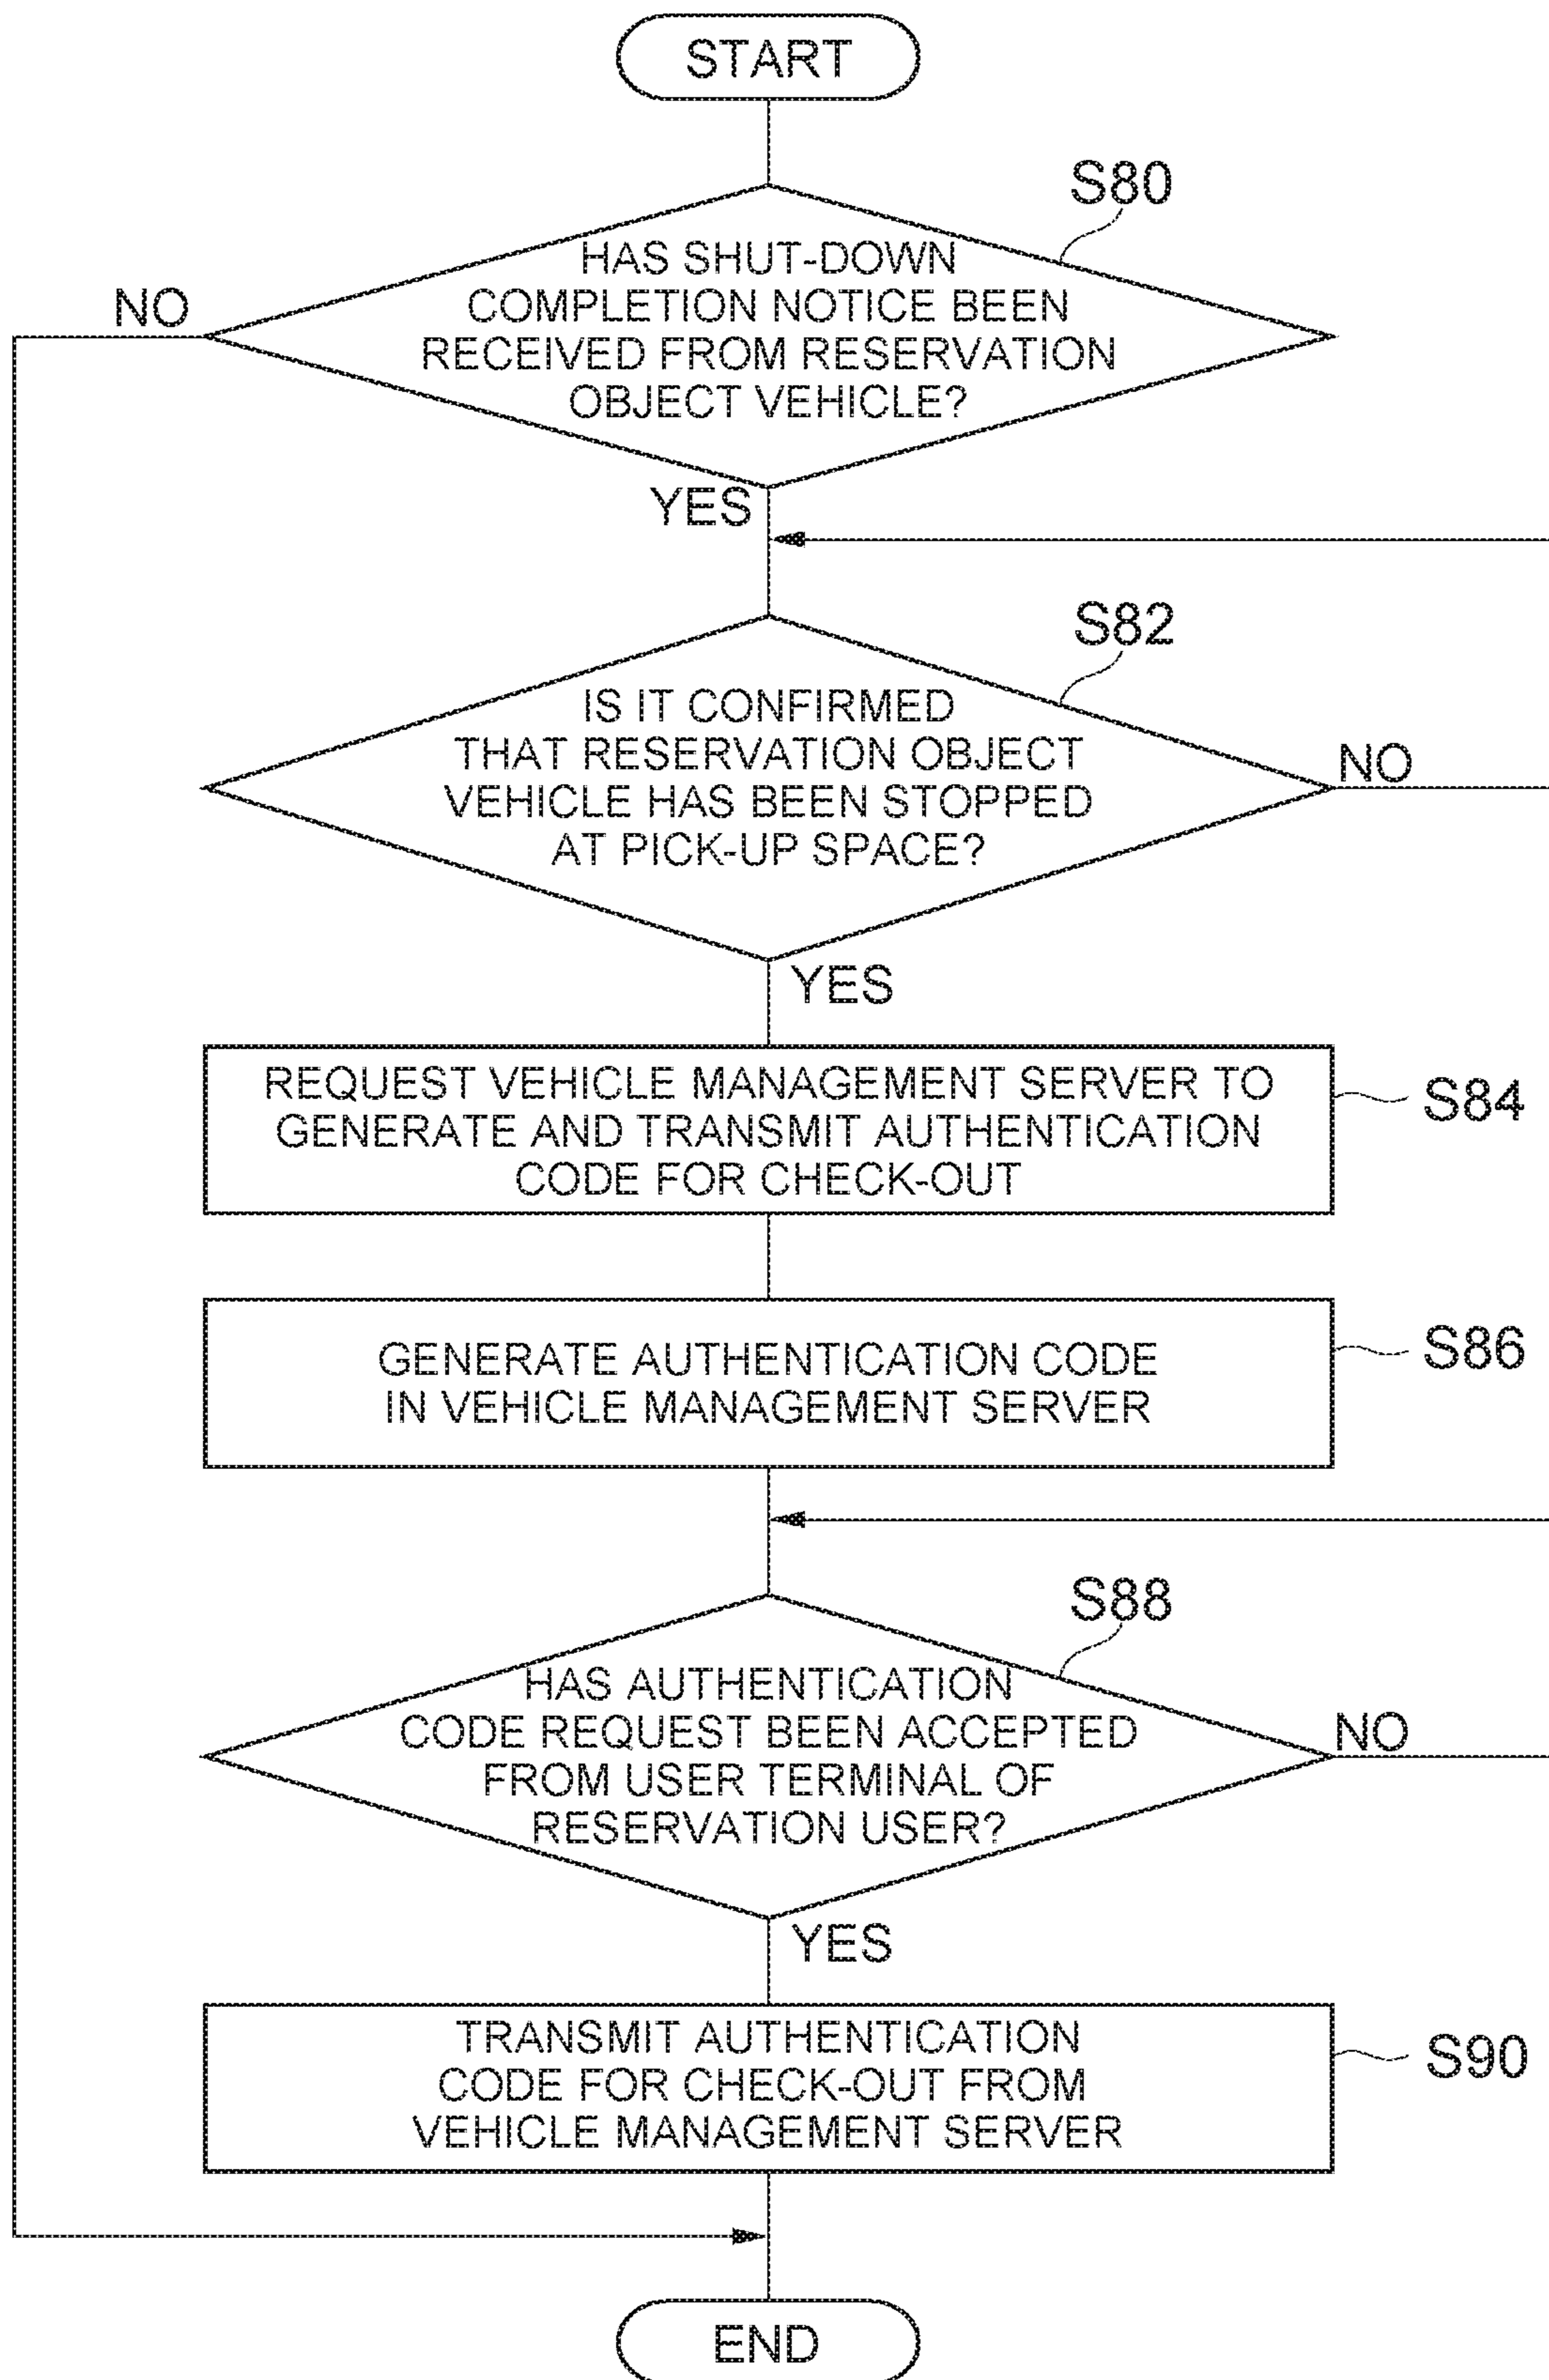 START
S80
HAS SHUT-DOWN
COMPLETION NOTICE BEEN
RECEIVED FROM RESERVATION
OBJECT VEHICLE?
NO
YES
S82
IS IT CONFIRMED
THAT RESERVATION OBJECT
VEHICLE HAS BEEN STOPPED
AT PICK-UP SPACE?
NO
YES
REQUEST VEHICLE MANAGEMENT SERVER TO
GENERATE AND TRANSMIT AUTHENTICATION
CODE FOR CHECK-OUT
S84
GENERATE AUTHENTICATION CODE
IN VEHICLE MANAGEMENT SERVER
S86
S88
HAS AUTHENTICATION
CODE REQUEST BEEN ACCEPTED
FROM USER TERMINAL OF
RESERVATION USER?
NO
YES
TRANSMIT AUTHENTICATION
CODE FOR CHECK-OUT FROM
VEHICLE MANAGEMENT SERVER
S90
END